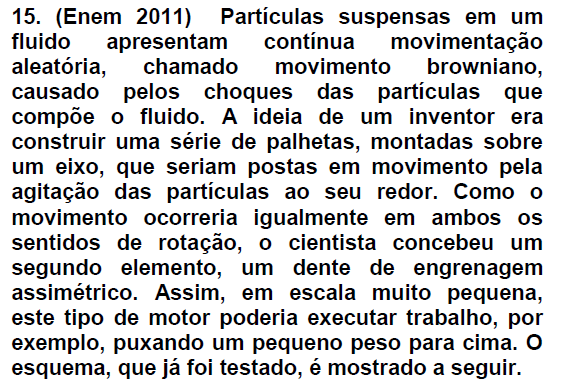 15. (Enem 2011)  Partículas suspensas em um
fluido apresentam contínua movimentação
aleatória, chamado movimento browniano,
causado pelos choques das partículas que
compõe o fluido. A ideia de um inventor era
construir uma série de palhetas, montadas sobre
um eixo, que seriam postas em movimento pela
agitação das partículas ao seu redor. Como o
movimento ocorreria igualmente em ambos os
sentidos de rotação, o cientista concebeu um
segundo elemento, um dente de engrenagem
assimétrico. Assim, em escala muito pequena,
este tipo de motor poderia executar trabalho, por
exemplo, puxando um pequeno peso para cima. O
esquema, que já foi testado, é mostrado a seguir.